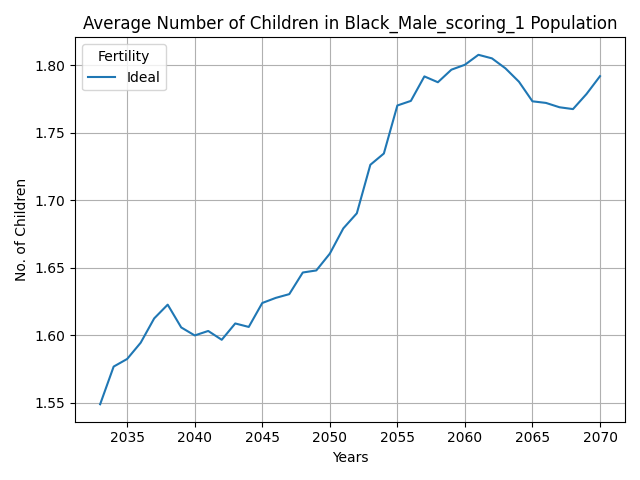 Average Number of Children in Black_Male_scoring_1 Population
Fertility
Ideal
No. of Children
1.80
1.75
1.70
1.65
1.60
1.55
2035 2040 2045 2050 2055 2060 2065 2070
Years